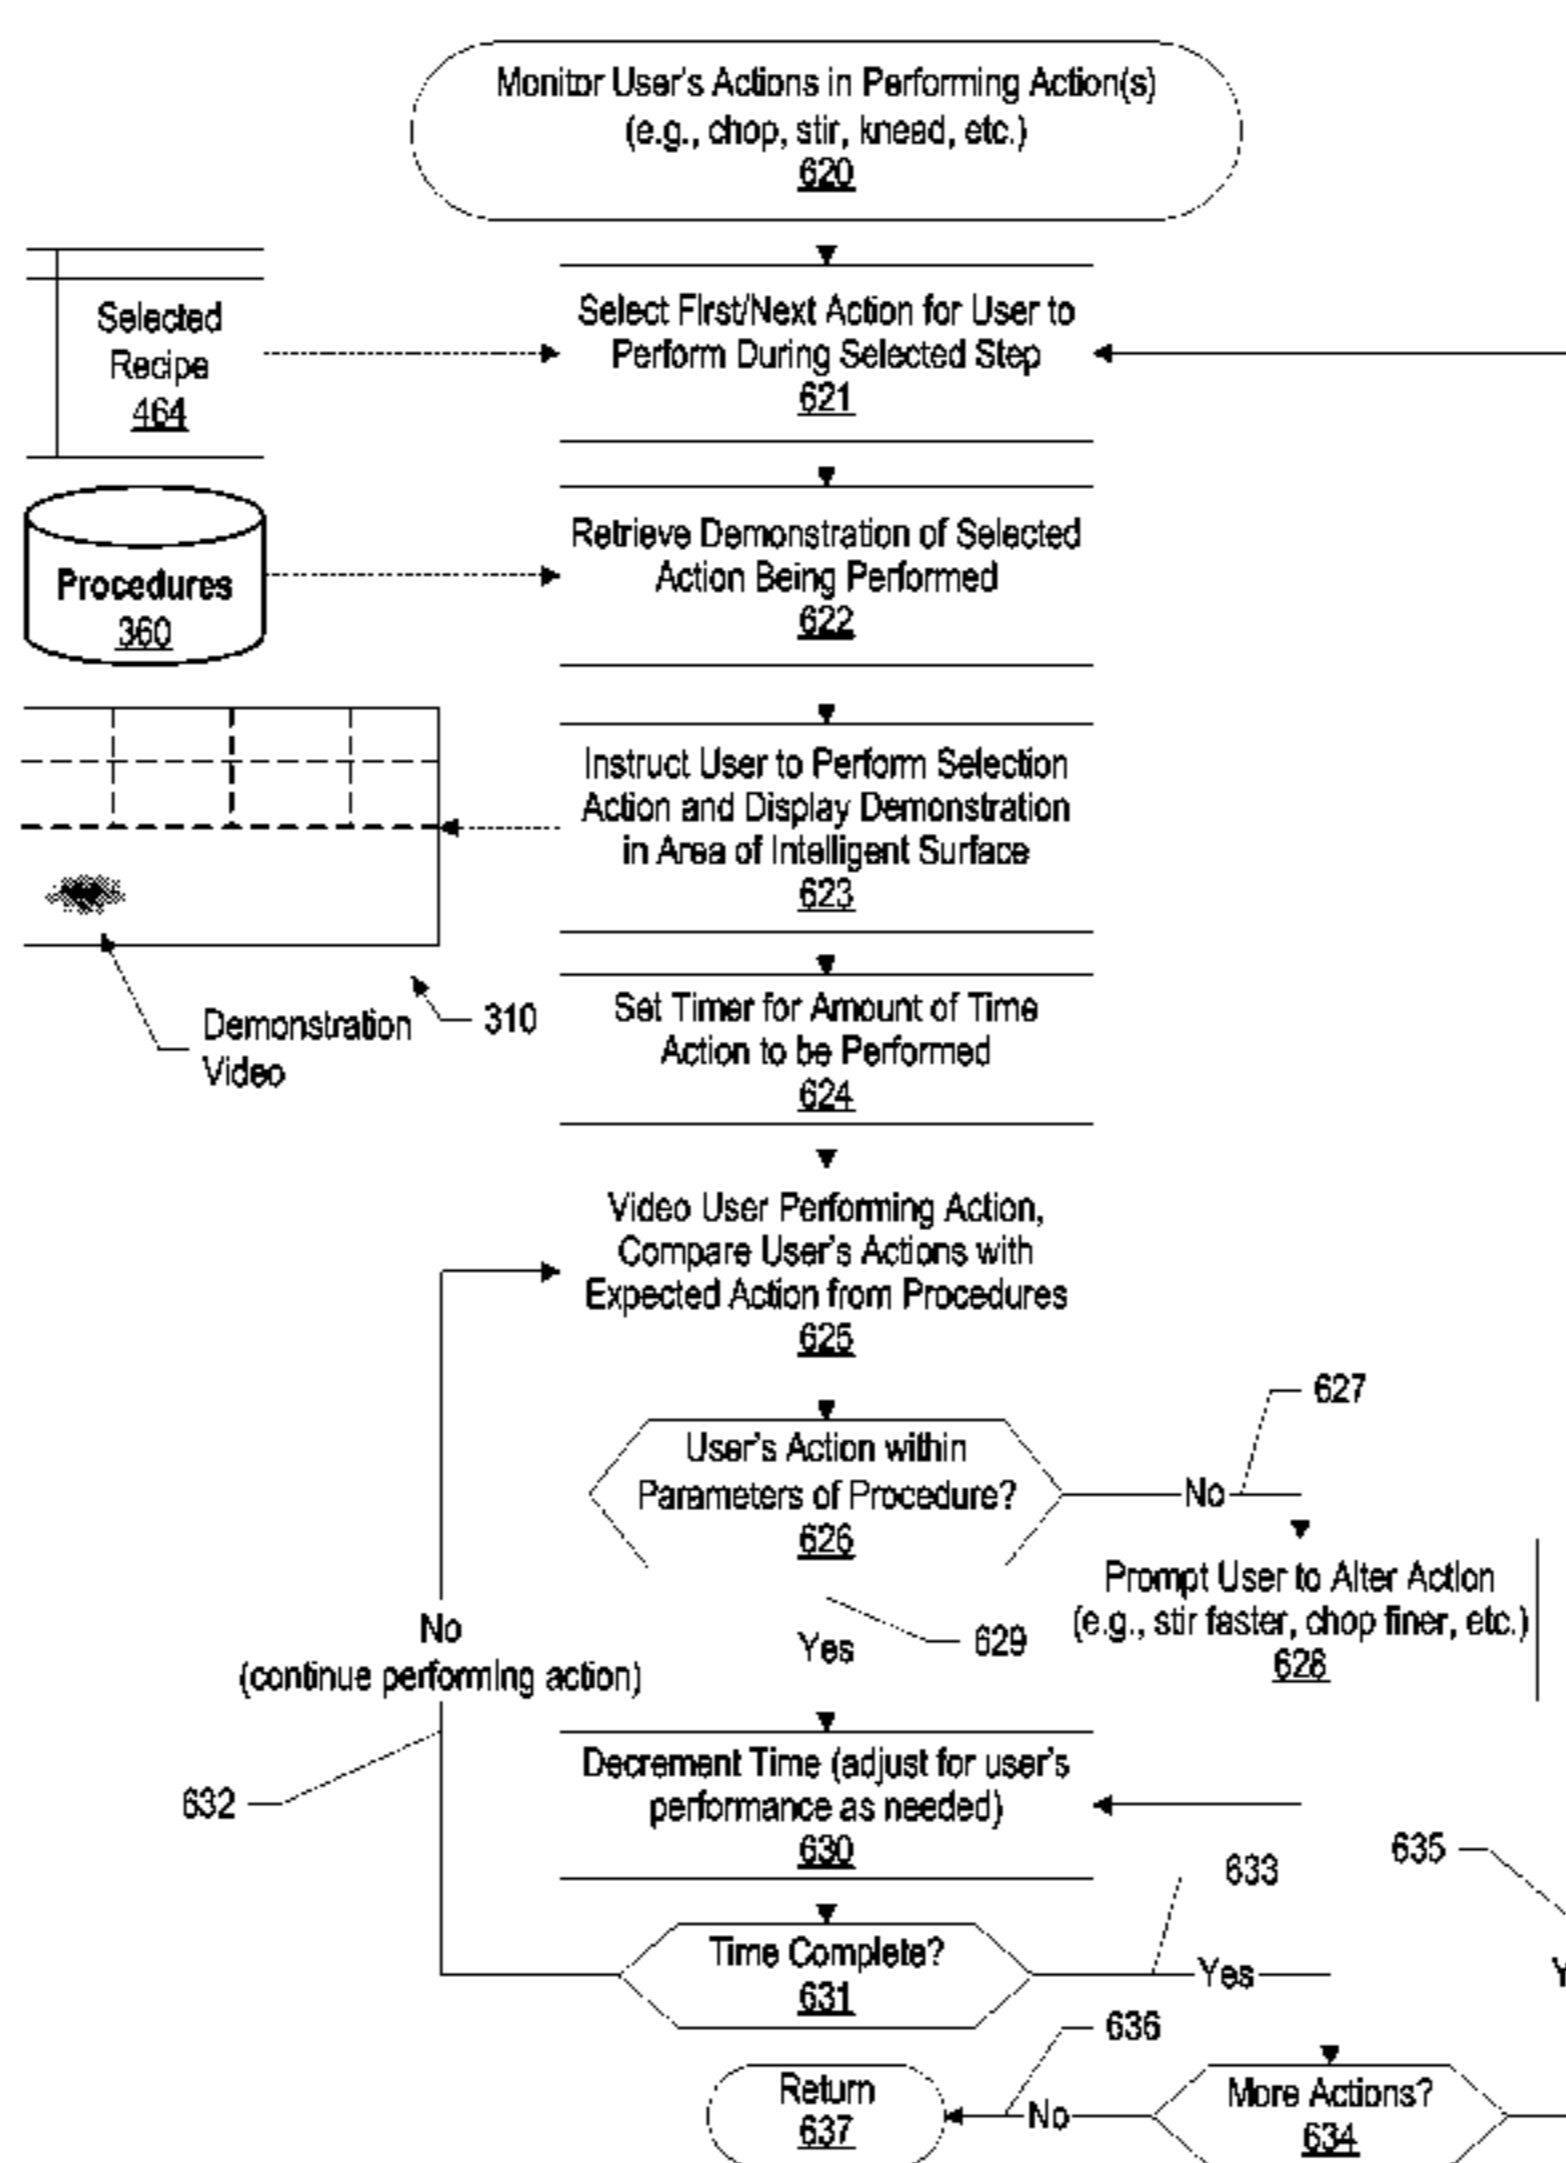 Monitor User's Actions in Performing Action(s)
(e.g., chop, stir, knead, etc.)
620
Selected
Recipe
464
Select First/Next Action for User to
Perform During Selected Step
621
Procedures
360
Retrieve Demonstration of Selected
Action Being Performed
622
Instruct User to Perform Selection
Action and Display Demonstration
in Area of Intelligent Surface
623
Demonstration
Video
310
Set Timer for Amount of Time
Action to be Performed
624
Video User Performing Action,
Compare User's Actions with
Expected Action from Procedures
625
627
User's Action within
Parameters of Procedure?
626
No
Prompt User to Alter Action
(e.g., stir faster, chop finer, etc.)
628
629
Yes
No
(continue performing action)
632
Decrement Time (adjust for user's
performance as needed)
630
633
635
Time Complete?
631
Yes
Y
636
Return
637
No
More Actions?
634